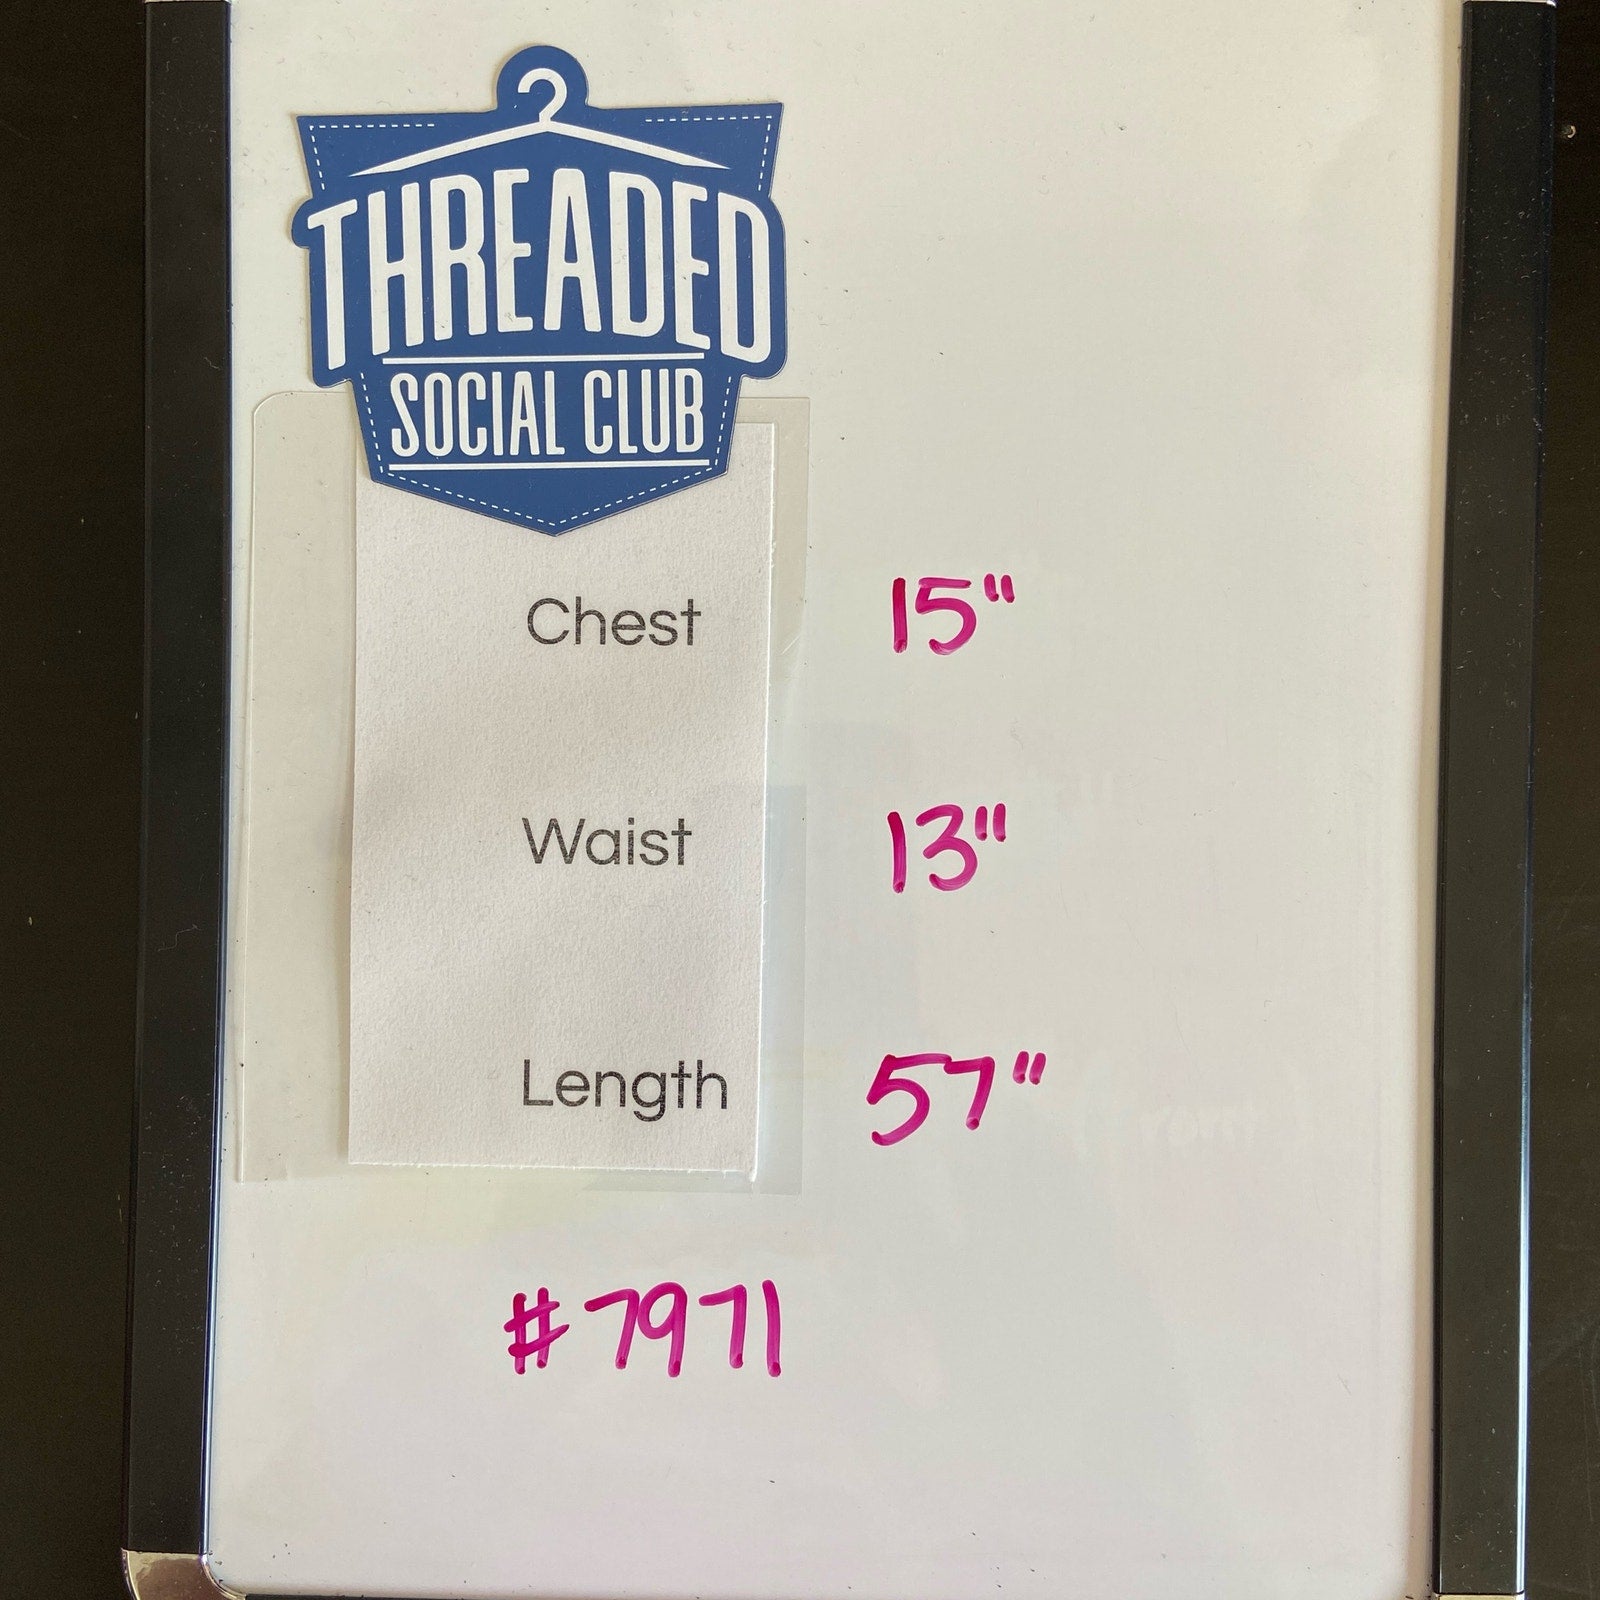 THREADED
SOCIAL CLUB
Chest 15"
Waist 13"
Length 57"
#7971